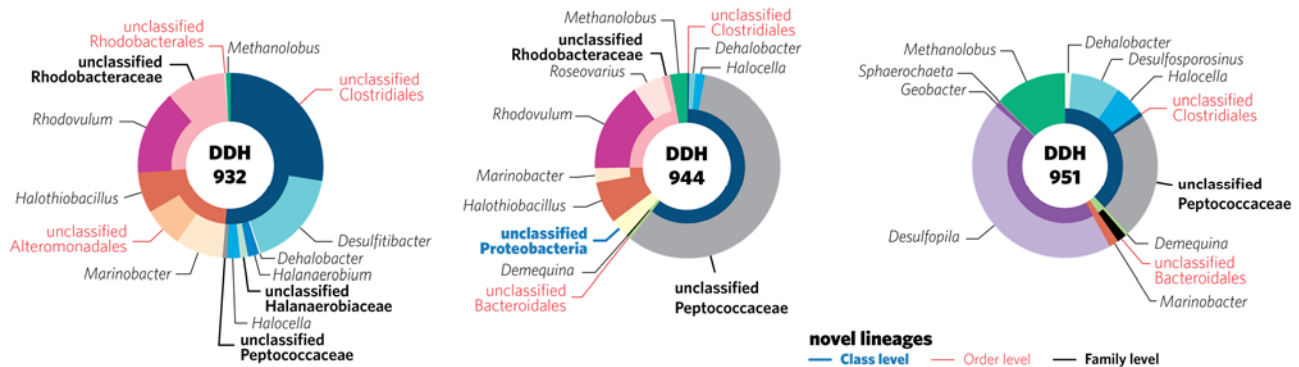 unclassified
Rhodobacterales
Methanolobus
unclassified
Rhodobacteraceae
unclassified
Clostridiales
Rhodovulum
DDH
932
Halothiobacillus
unclassified
Alteromonadales
Marinobacter
Desulfitibacter
Dehalobacter
Halanaerobium
unclassified
Halanaerobiaceae
Halocella
unclassified
Peptococcaceae
Methanolobus
unclassified
Clostridiales
unclassified
Rhodobacteraceae
Dehalobacter
Roseovarius
Halocella
Rhodovulum
DDH
944
Marinobacter
Halothiobacillus
unclassified
Proteobacteria
Demequina
unclassified
Bacteroidales
unclassified
Peptococcaceae
Methanolobus
Dehalobacter
Desulfosporosinus
Sphaerochaeta
Halocella
Geobacter
unclassified
Clostridiales
DDH
951
unclassified
Peptococcaceae
Desulfopila
Demequina
unclassified
Bacteroidales
Marinobacter
novel lineages
Class level
Order level
Family level